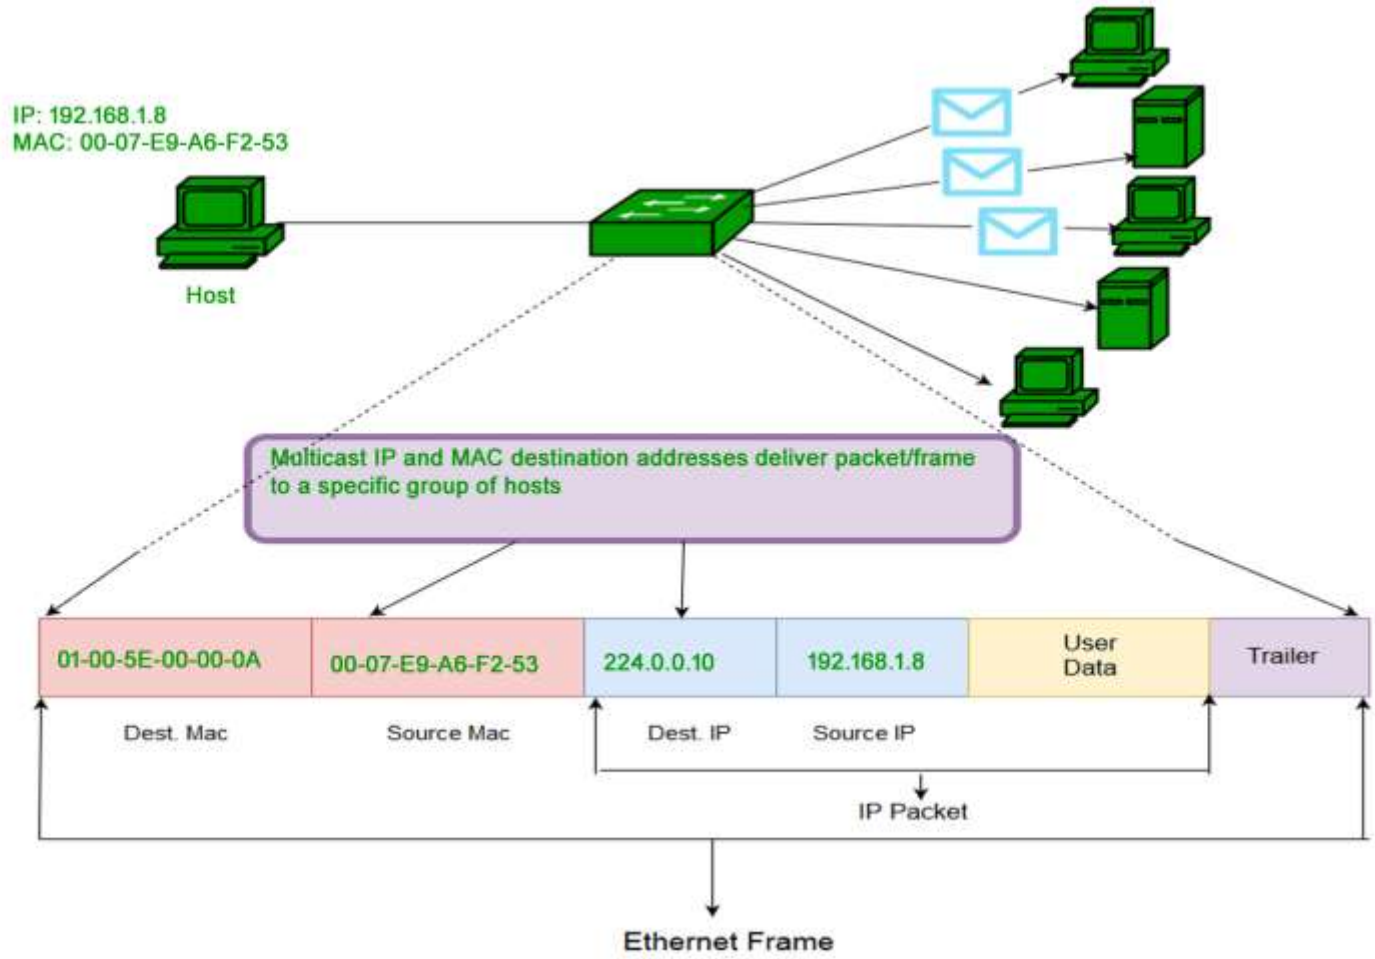 IP: 192.168.1.8
MAC: 00-07-E9-A6-F2-53
Host
Multicast IP and MAC destination addresses deliver packet/frame
to a specific group of hosts
01-00-5E-00-00-0A
00-07-E9-A6-F2-53
224.0.0.10
192.168.1.8
User
Data
Trailer
Dest. Mac
Source Mac
Dest. IP
Source IP
IP Packet
Ethernet Frame